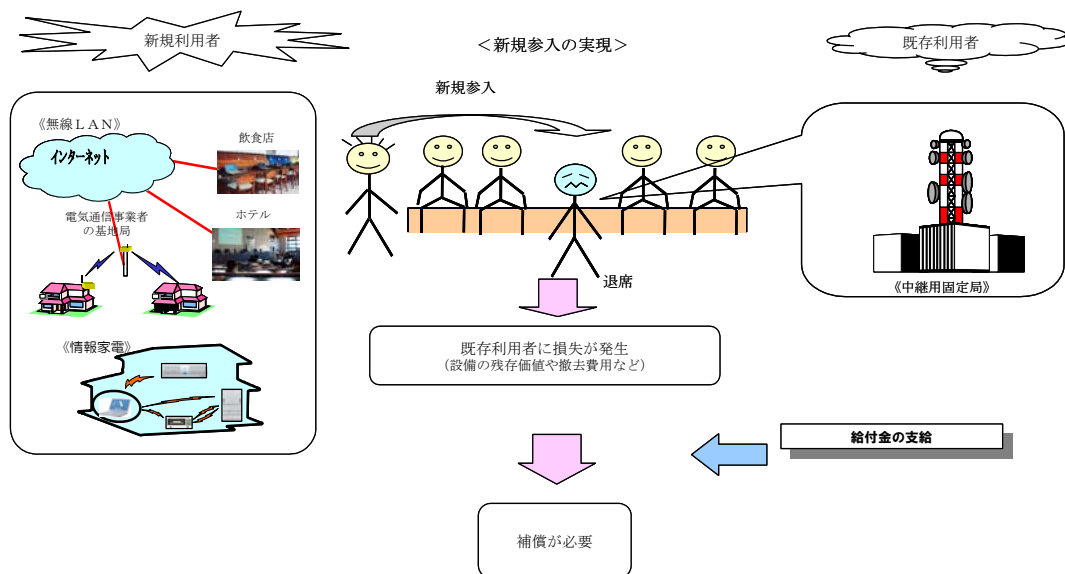 新規利用者
＜新規参入の実現＞
既存利用者
新規参入
《無線ＬＡＮ》
インターネット
飲食店
ホテル
電気通信事業者
の基地局
《情報家電》
退席
《中継用固定局》
既存利用者に損失が発生
（設備の残存価値や撤去費用など）
給付金の支給
補償が必要